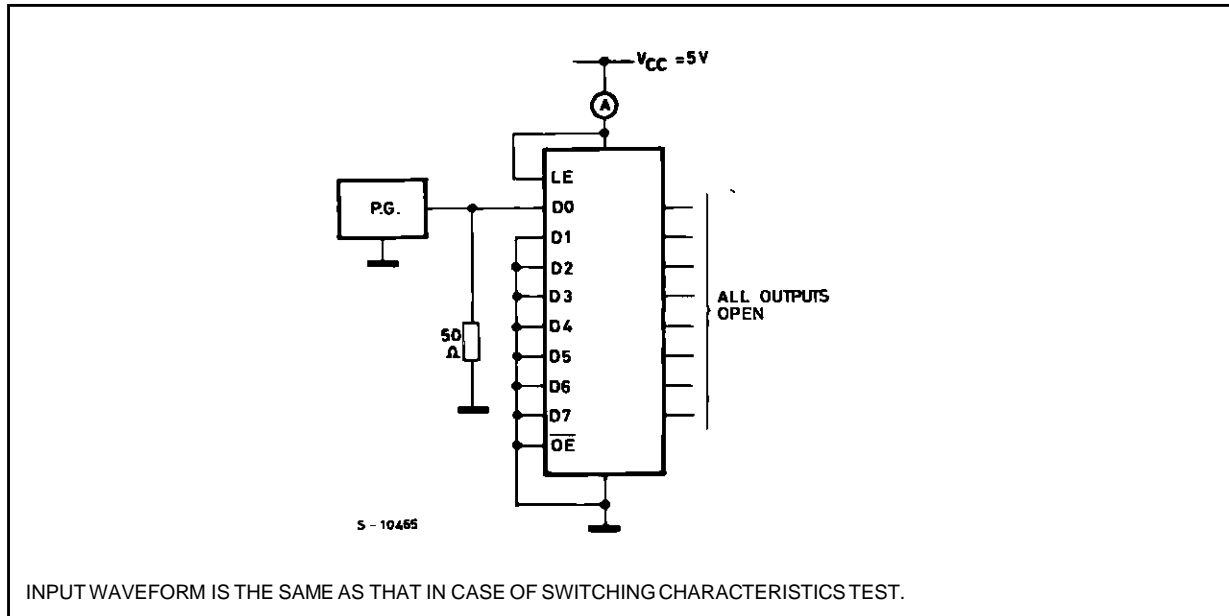 VCC = 5V
A
LE
P.G.
D0
D1
D2
D3
D4
D5
D6
D7
OE
50
Ω
ALL OUTPUTS
OPEN
S - 10465
INPUT WAVEFORM IS THE SAME AS THAT IN CASE OF SWITCHING CHARACTERISTICS TEST.